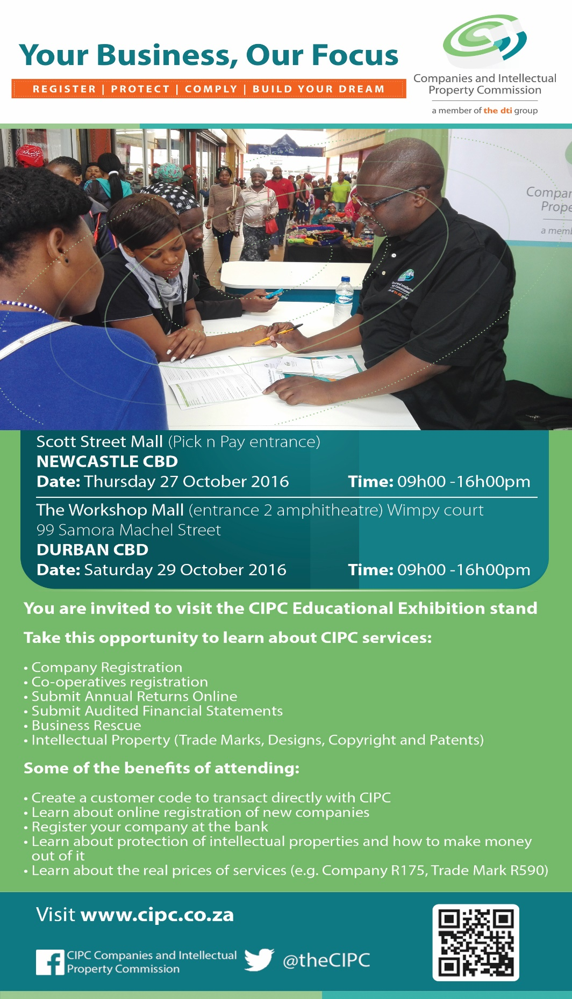 Your Business, Our Focus
REGISTER | PROTECT | COMPLY | BUILD YOUR DREAM
Companies and Intellectual
Property Commission
a member of the dti group
Compan
Prope
a memb
Scott Street Mall (Pick n Pay entrance)
NEWCASTLE CBD
Date: Thursday 27 October 2016 Time: 09h00 -16h00pm
The Workshop Mall (entrance 2 amphitheatre) Wimpy court
99 Samora Machel Street
DURBAN CBD
Date: Saturday 29 October 2016 Time: 09h00 -16h00pm
You are invited to visit the CIPC Educational Exhibition stand
Take this opportunity to learn about CIPC services:
• Company Registration
• Co-operatives registration
• Submit Annual Returns Online
• Submit Audited Financial Statements
• Business Rescue
• Intellectual Property (Trade Marks, Designs, Copyright and Patents)
Some of the benefits of attending:
• Create a customer code to transact directly with CIPC
• Learn about online registration of new companies
• Register your company at the bank
• Learn about protection of intellectual properties and how to make money
out of it
• Learn about the real prices of services (e.g. Company R175, Trade Mark R590)
Visit www.cipc.co.za
CIPC Companies and Intellectual
Property Commission
@theCIPC